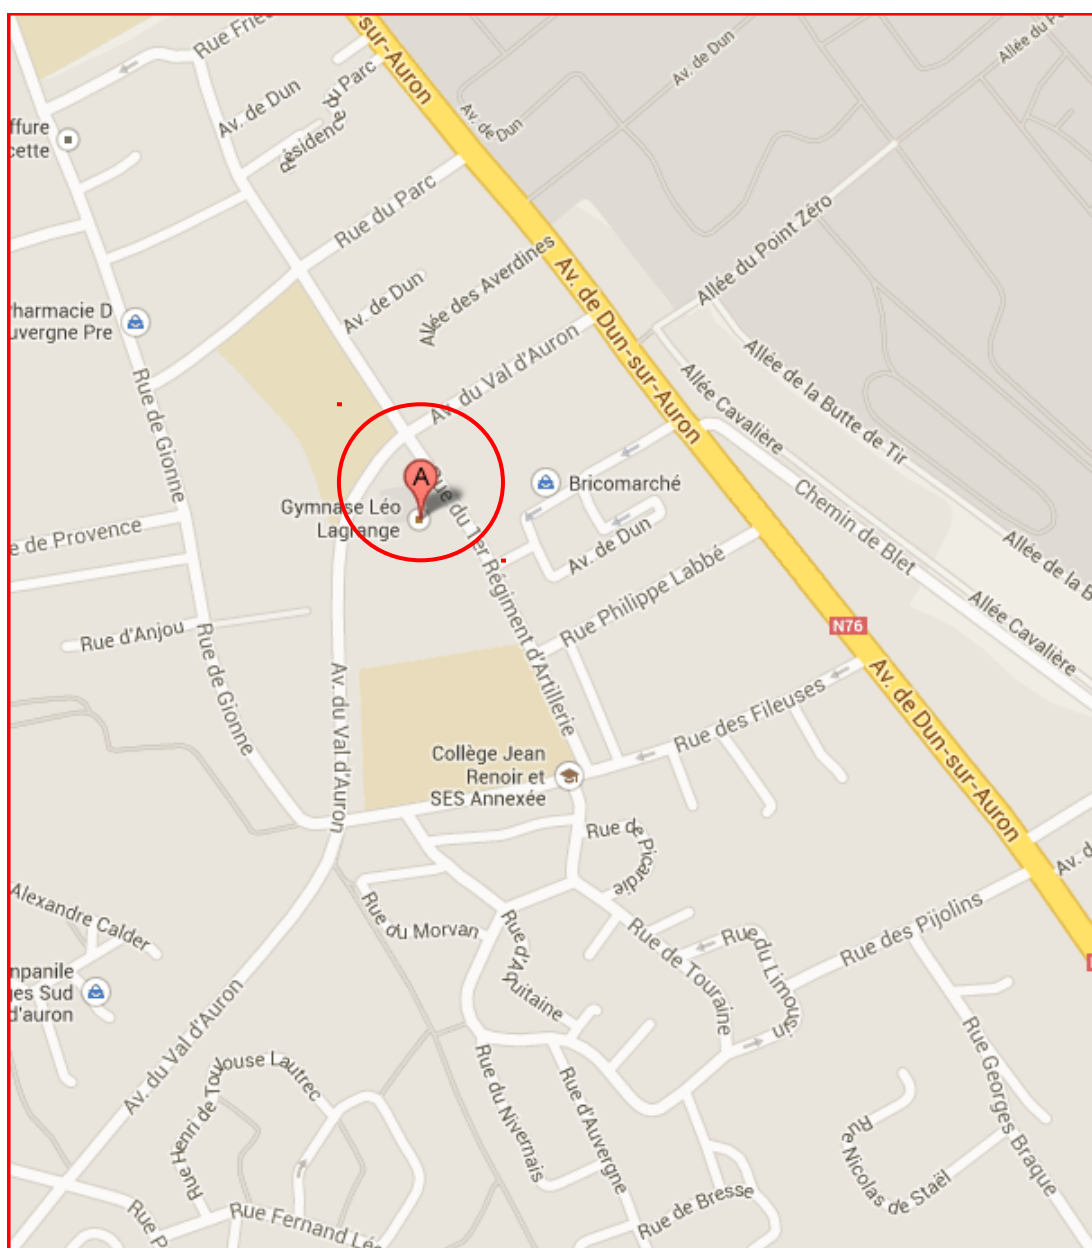 Rue Frie
sur-Auron
Av. de Dun
Allée du Po
Résidence du Parc
Av. de Dun
Av. de Dun
ffure
cette
Rue du Parc
Allée du Point Zéro
Allée des Averdines
Av. de Dun
Av. de Dun-sur-Auron
harmacie D
uvergne Pre
Av. du Val d'Auron
Allée Cavalière
Allée de la Butte de Tir
Rue de Gionne
A
Gymnase Léo
Lagrange
Rue du 1er Régiment d'Artillerie
Bricomarché
Chemin de Blet
e de Provence
Av. de Dun
Allée de la B
Rue Philippe Labbé
Allée Cavalière
Rue d'Anjou
N76
Rue de Gionne
Av. du Val d'Auron
Rue des Fileuses
Av. de Dun-sur-Auron
Collège Jean
Renoir et
SES Annexée
Rue de Picardie
Av. d
Alexandre Calder
Rue du Morvan
Rue d'Aquitaine
Rue de Touraine
Rue du Limousin
Rue des Pijolins
mpanile
ges Sud
d'auron
Av. du Val d'Auron
Rue Henri de Toulouse Lautrec
Rue du Nivernais
Rue d'Auvergne
Rue Georges Braque
Rue Nicolas de Staël
Rue de Bresse
Rue Fernand Lé
Rue P